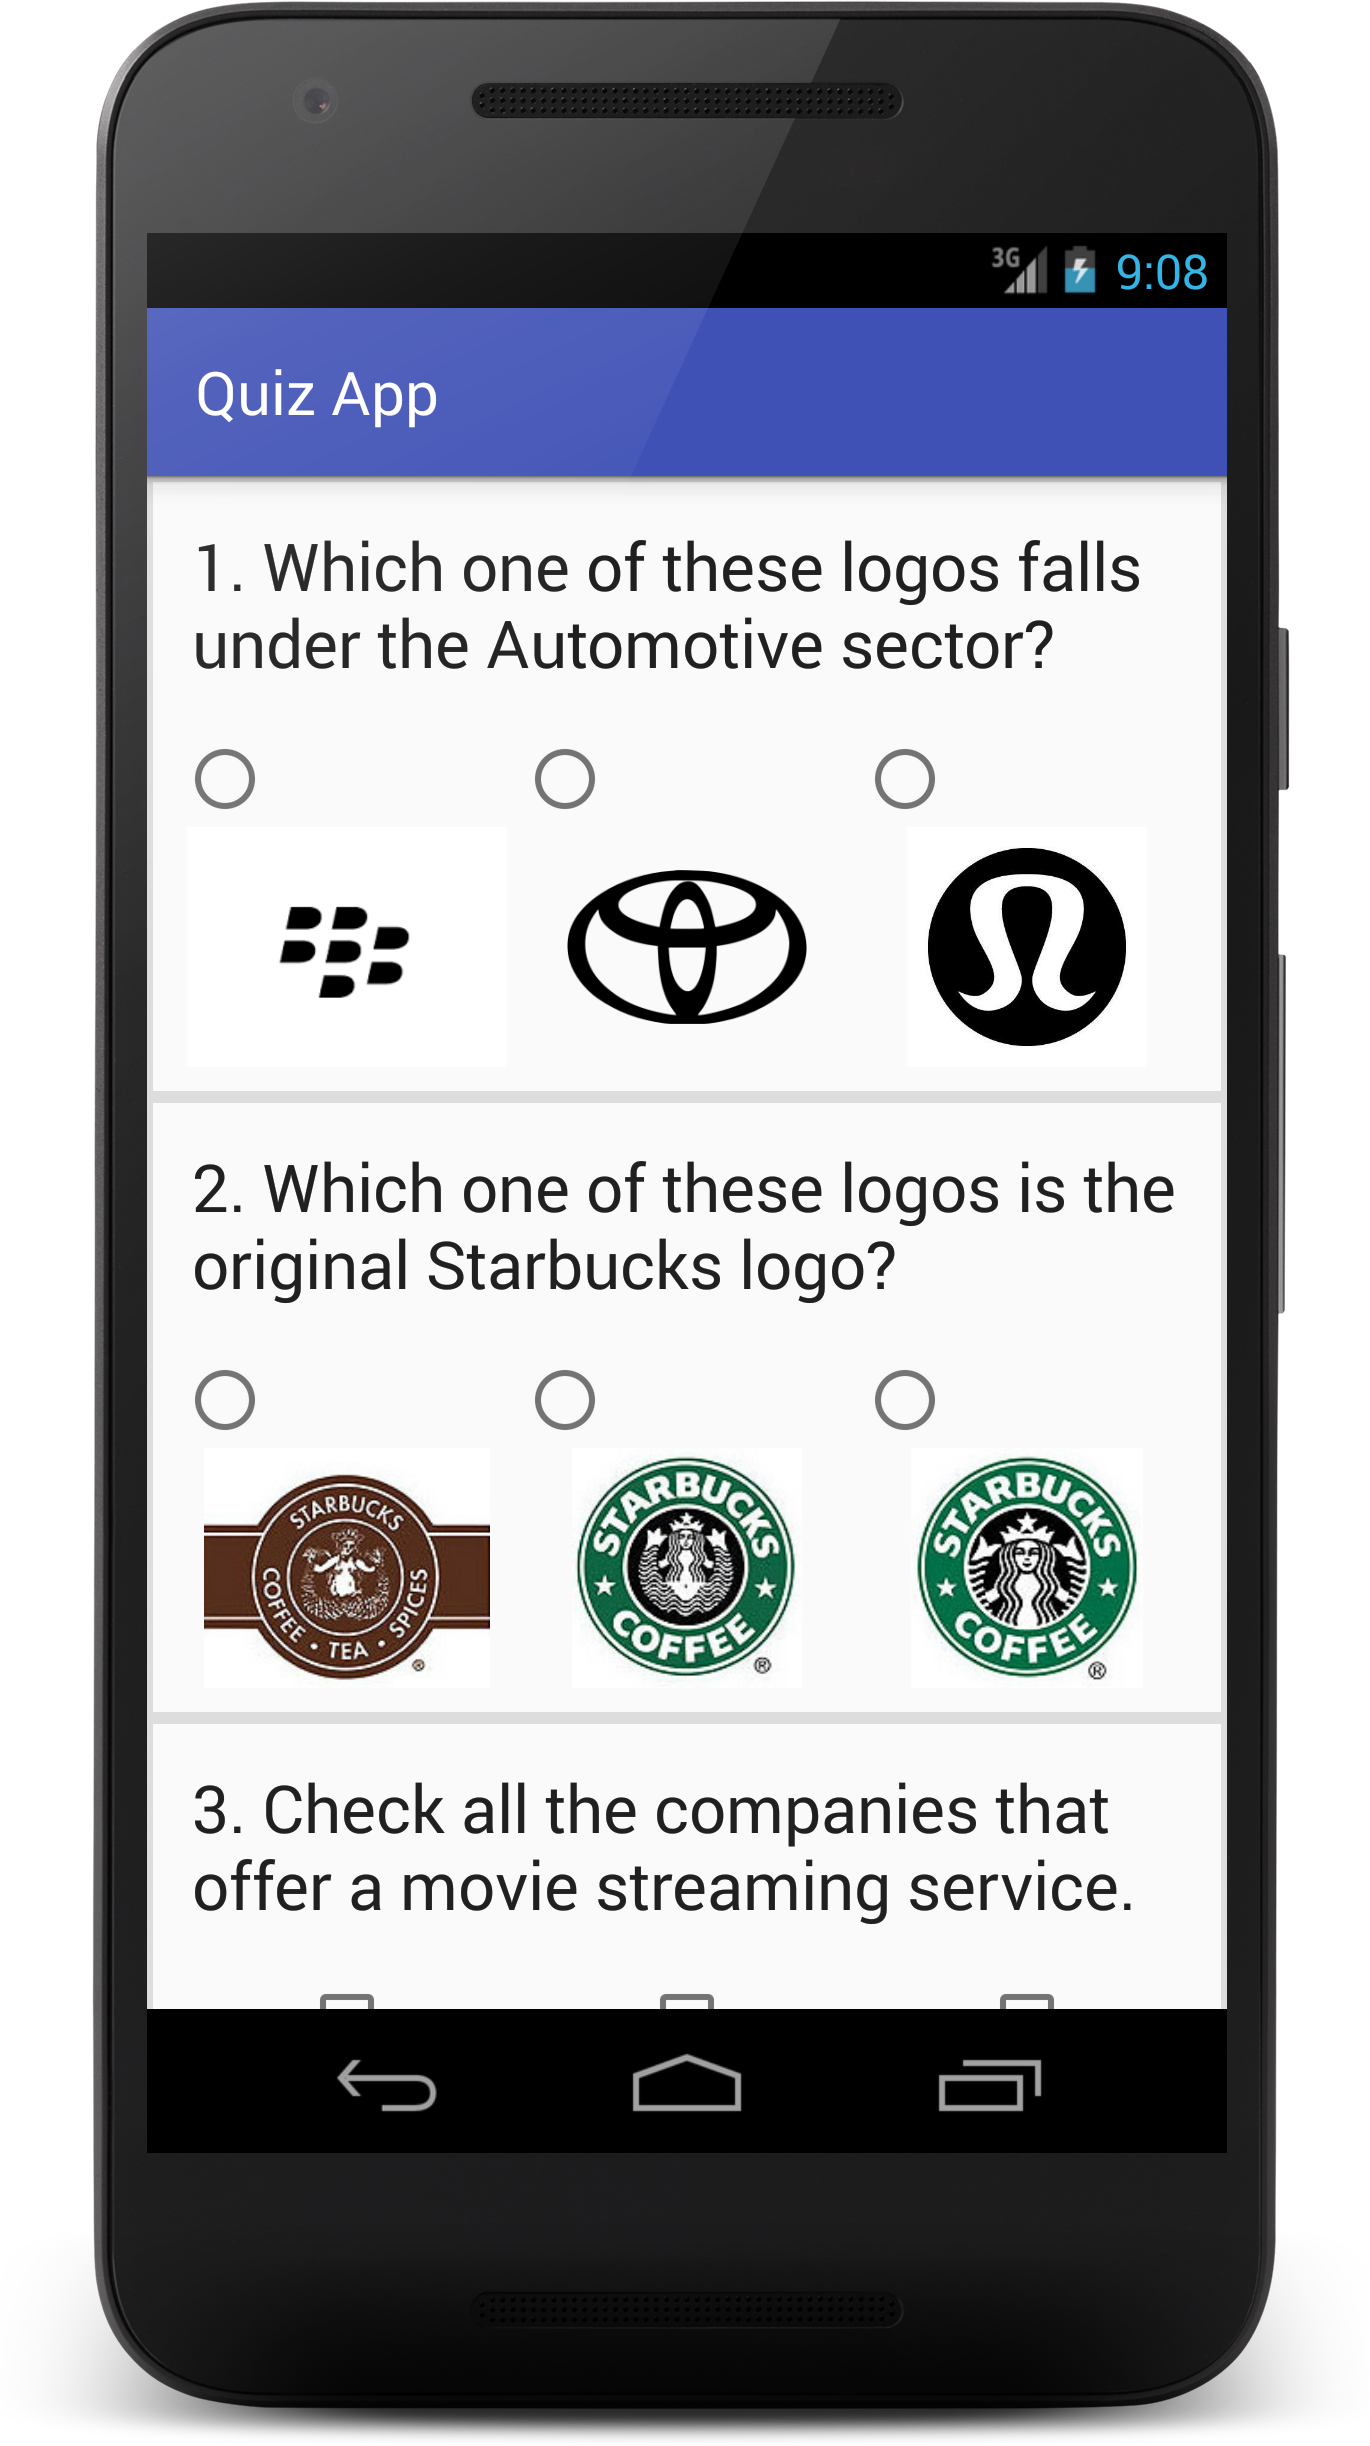 3G 9:08
Quiz App
1. Which one of these logos falls
under the Automotive sector?
2. Which one of these logos is the
original Starbucks logo?
STARBUCKS
COFFEE • TEA • SPICES
®
STARBUCKS
COFFEE
®
STARBUCKS
COFFEE
®
3. Check all the companies that
offer a movie streaming service.